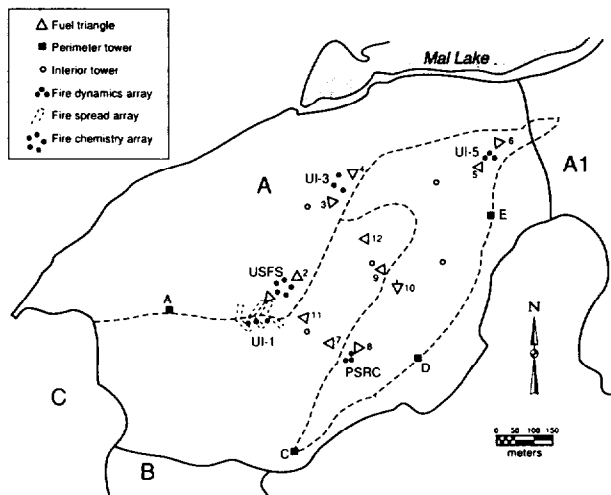 Fuel triangle
Perimeter tower
Interior tower
Fire dynamics array
Fire spread array
Fire chemistry array
Mal Lake
A
A1
UI-3
4
3
UI-5
6
5
E
12
USFS
2
9
10
A
11
UI-1
7
8
PSRC
D
N
C
C
B
0 50 100 150
meters